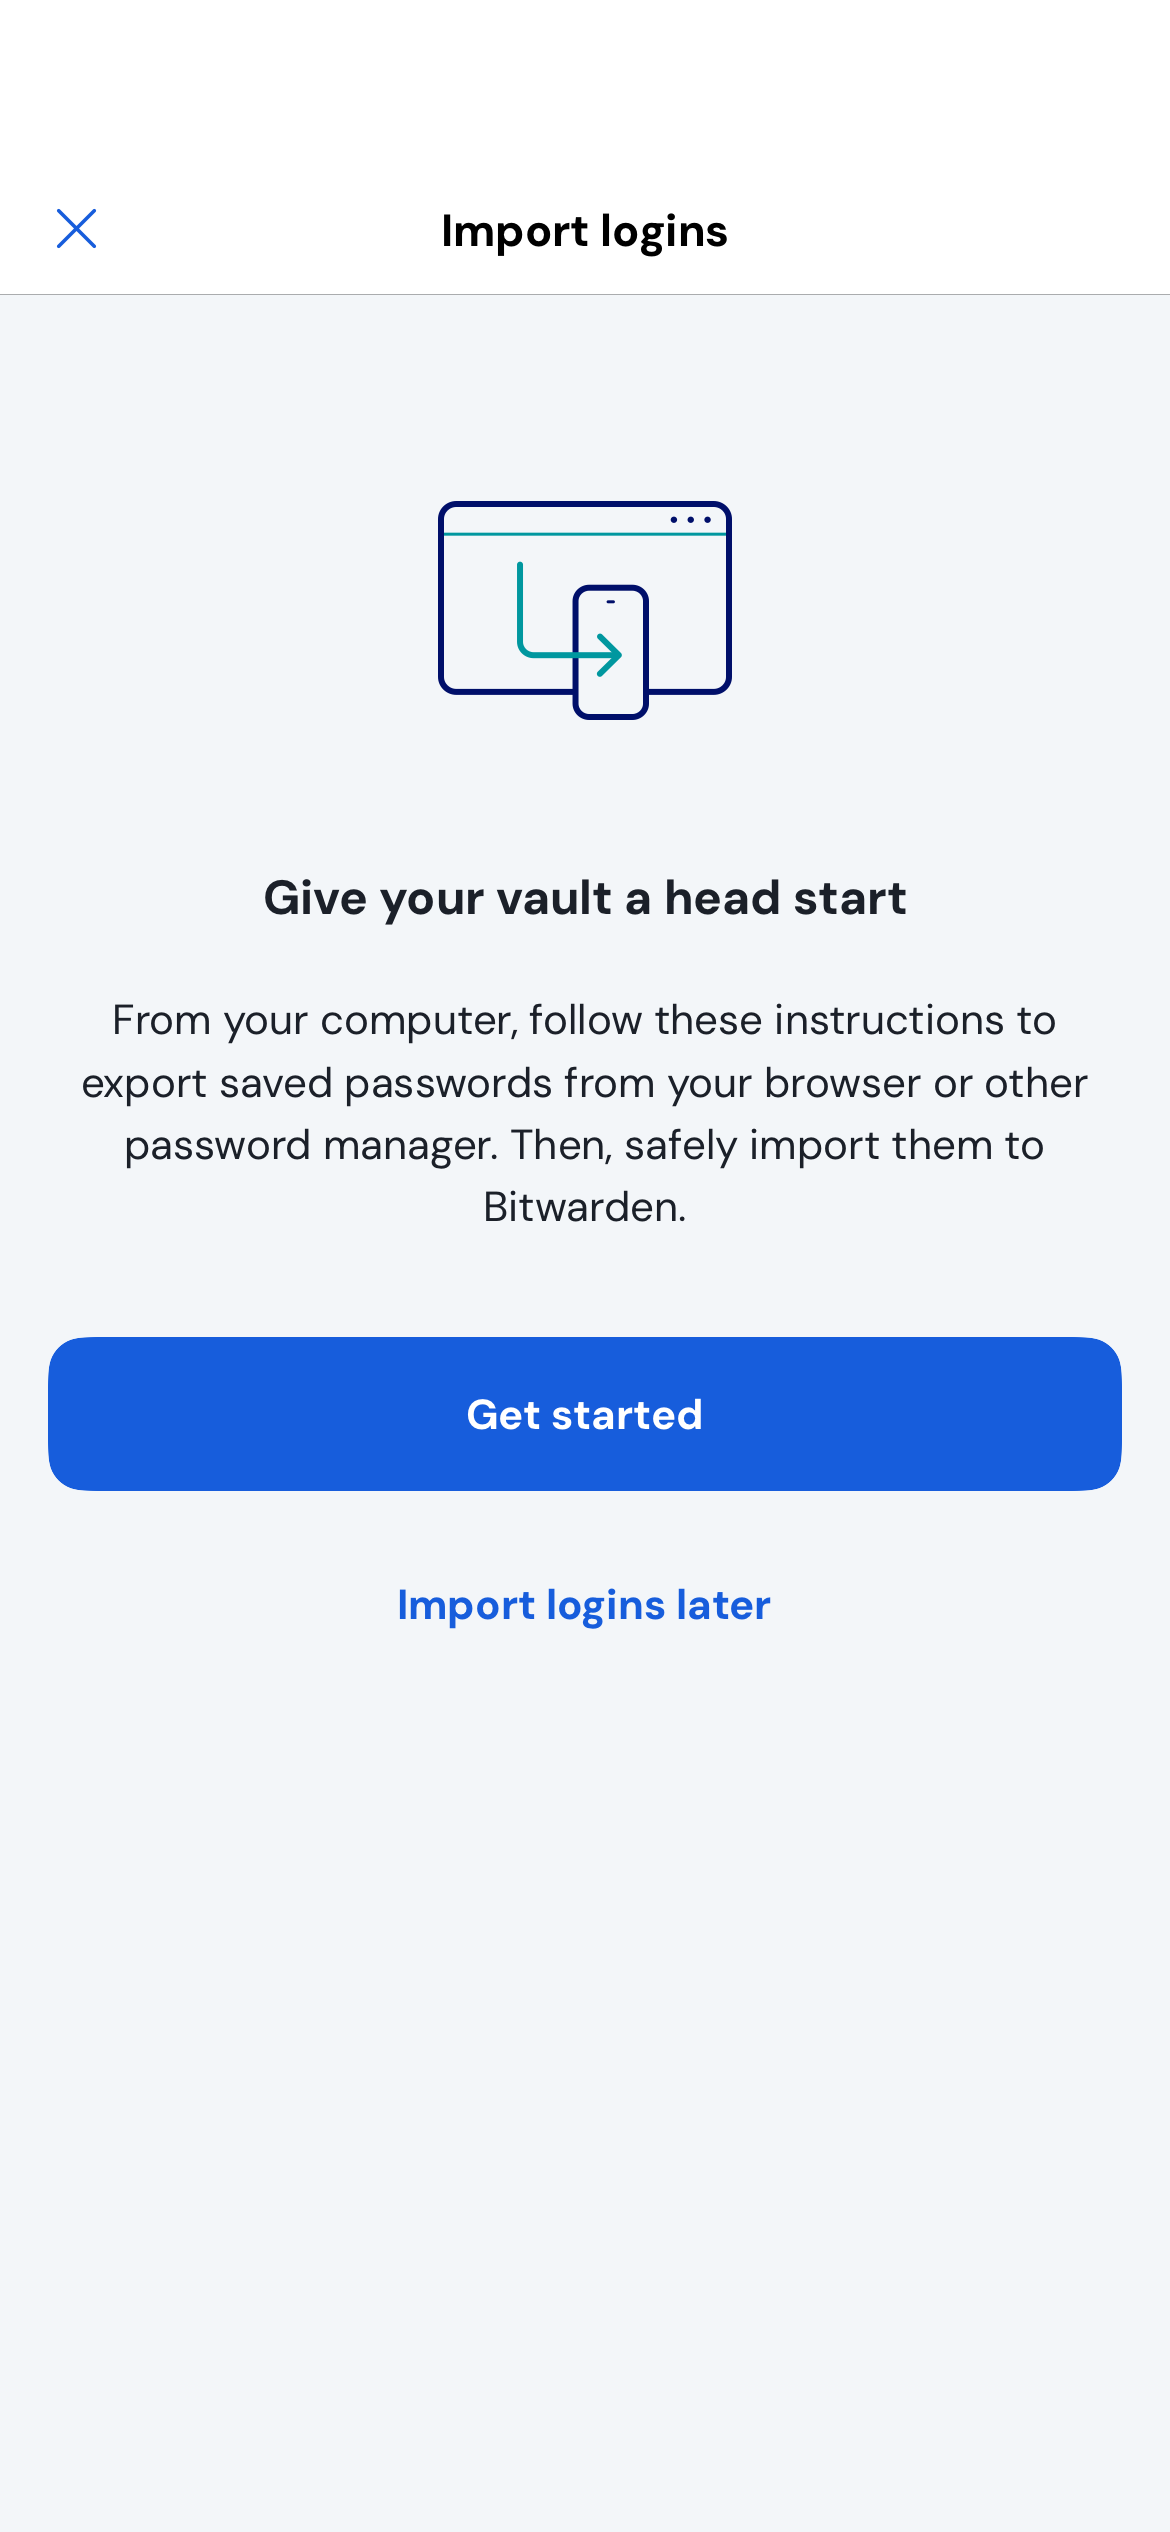 Import logins
Give your vault a head start
From your computer, follow these instructions to
export saved passwords from your browser or other
password manager. Then, safely import them to
Bitwarden.
Get started
Import logins later